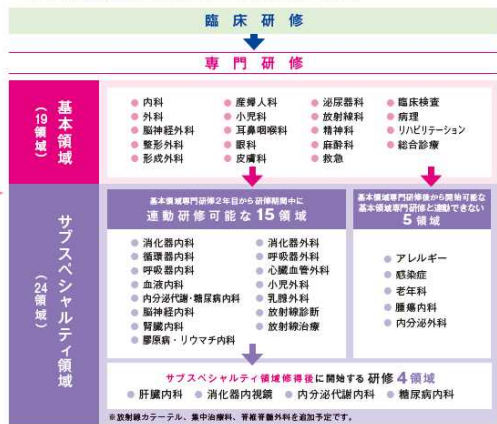 臨床研修
専門研修
基本領域
(19領域)
内科
外科
脳神経外科
整形外科
形成外科
産婦人科
小児科
耳鼻咽喉科
眼科
皮膚科
泌尿器科
放射線科
精神科
麻酔科
救急
臨床検査
病理
リハビリテーション
総合診療
サブスペシャルティ領域
(24領域)
基本領域専門研修2年目から研修期間中に
連動研修可能な15領域
消化器内科
循環器内科
呼吸器内科
血液内科
内分泌代謝・糖尿病内科
脳神経内科
腎臓内科
膠原病・リウマチ内科
消化器外科
呼吸器外科
心臓血管外科
小児外科
乳腺外科
放射線診断
放射線治療
基本領域専門研修後から開始可能な
基本領域専門研修と連動できない
5領域
アレルギー
感染症
老年科
腫瘍内科
内分泌外科
サブスペシャルティ領域修得後に開始する研修4領域
肝臓内科 消化器内視鏡 内分泌代謝内科 糖尿病内科
※放射線カテーテル、集中治療科、脊椎脊髄外科を追加予定です。